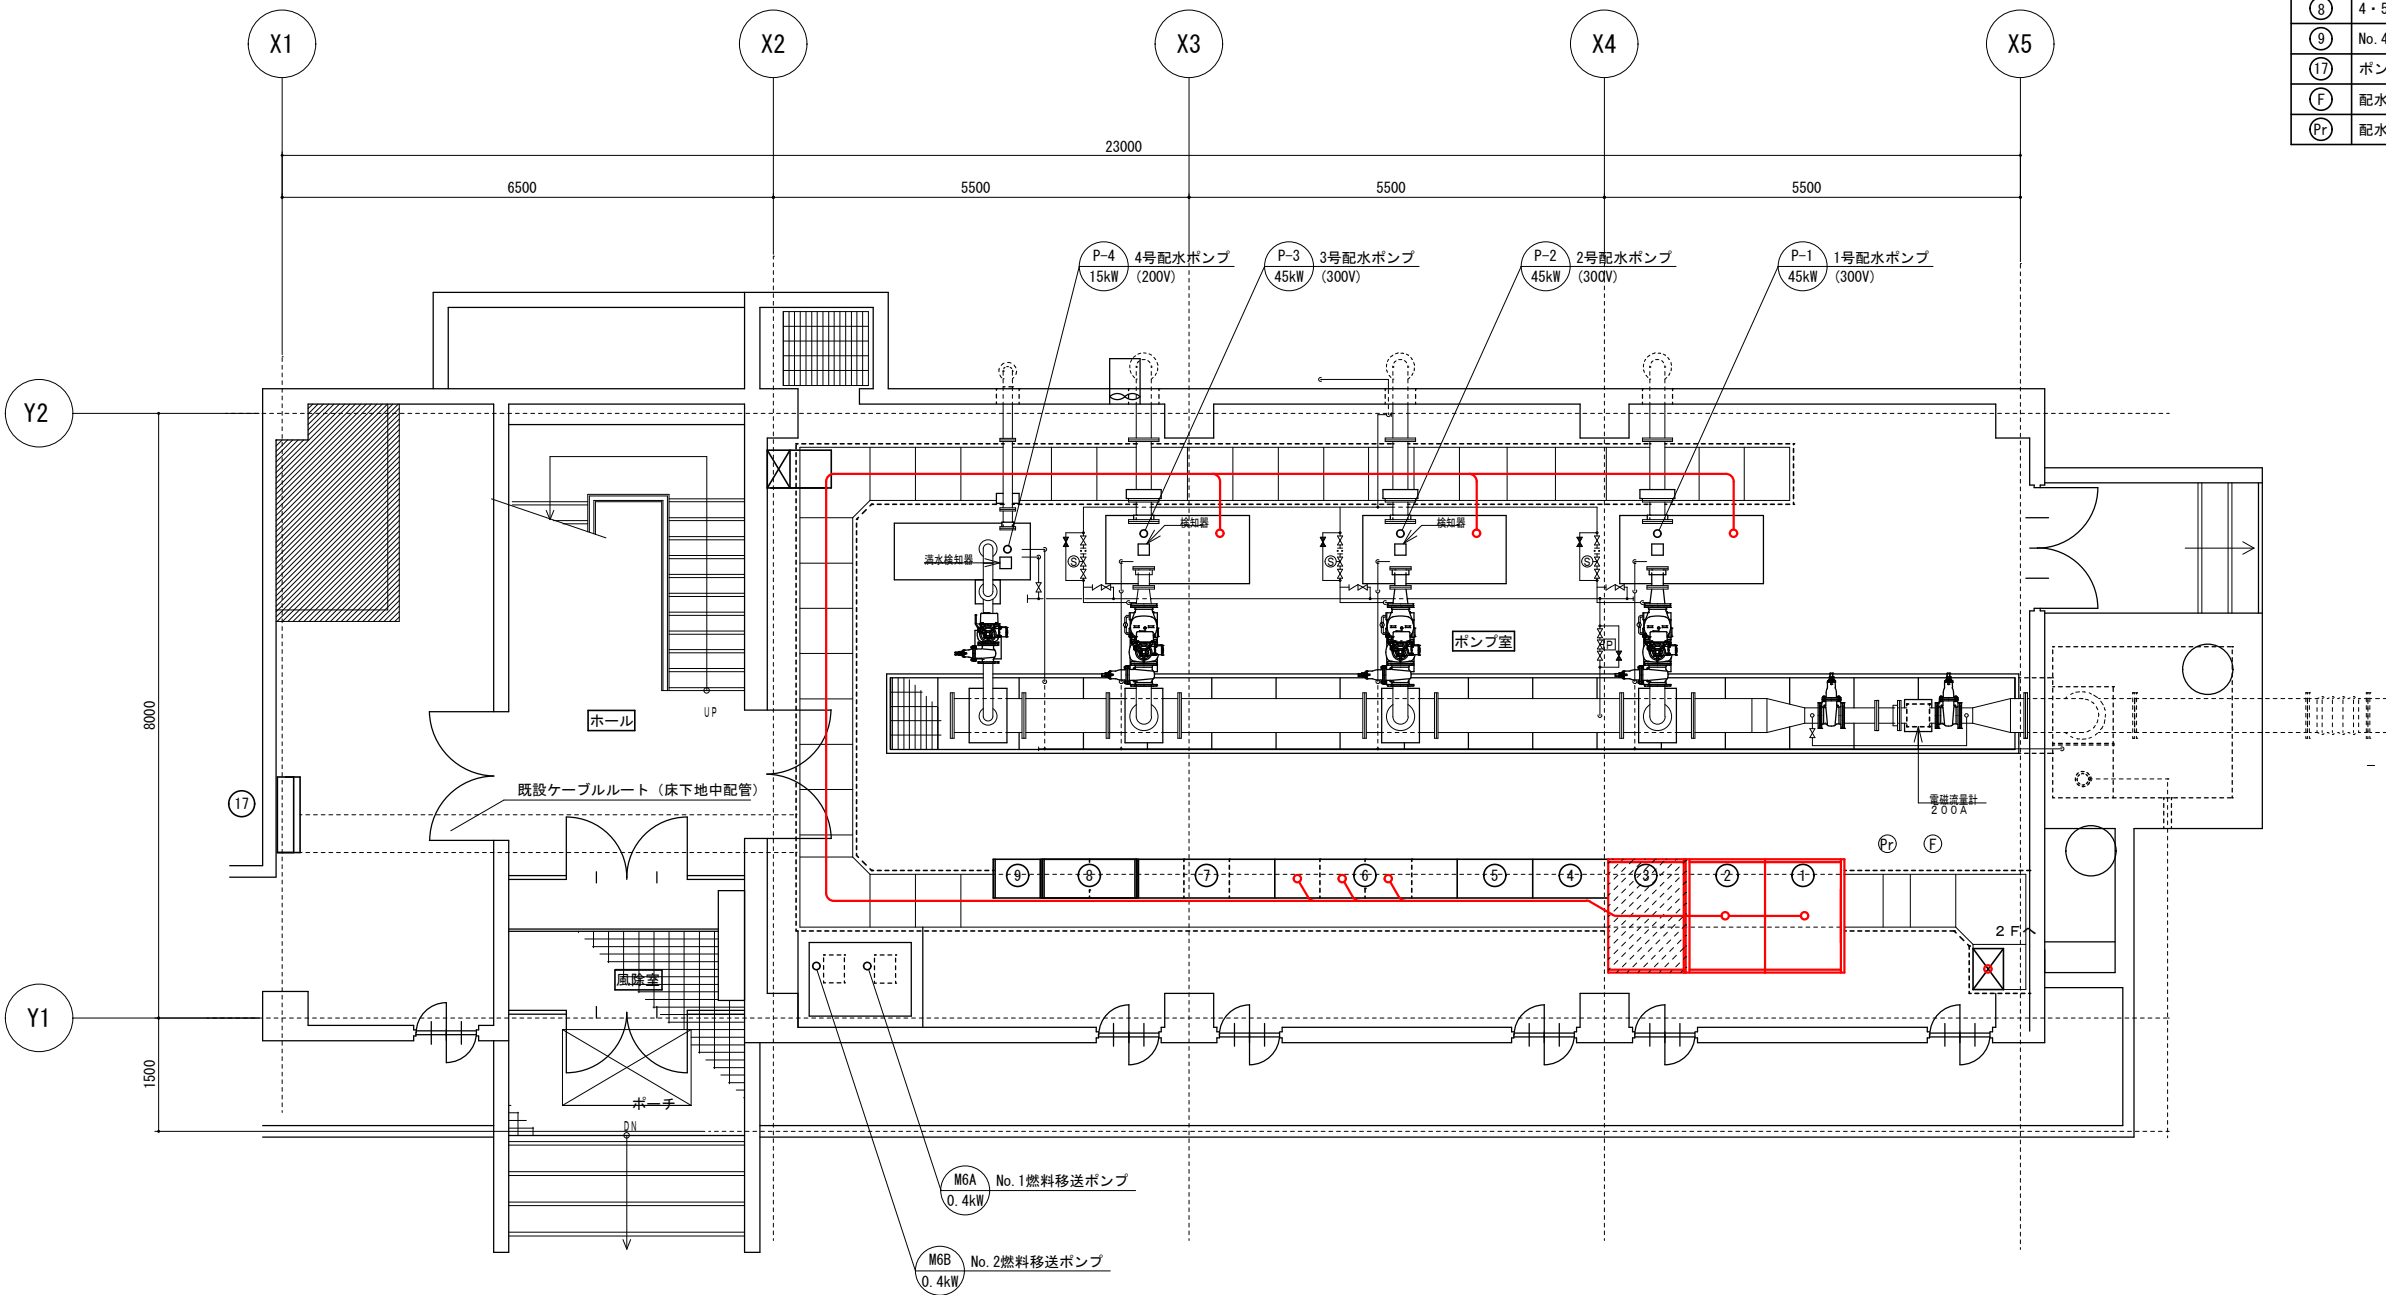 ⑧ 4・5
⑨ No.4
⑰ ポン
Ⓕ 配水
Pr 配水
X1
X2
X3
X4
X5
23000
6500
5500
5500
5500
P-4
15kW
4号配水ポンプ
(200V)
P-3
45kW
3号配水ポンプ
(300V)
P-2
45kW
2号配水ポンプ
(300V)
P-1
45kW
1号配水ポンプ
(300V)
Y2
検知器
検知器
満水検知器
Ⓢ
Ⓢ
Ⓢ
ポンプ室
P
8000
UP
ホール
既設ケーブルルート（床下地中配管）
⑰
電磁流量計
200A
Pr
Ⓕ
⑨
⑧
⑦
⑥
⑤
④
③
②
①
2Fへ
風除室
Y1
1500
ポーチ
DN
M6A
0.4kW
No.1燃料移送ポンプ
M6B
0.4kW
No.2燃料移送ポンプ